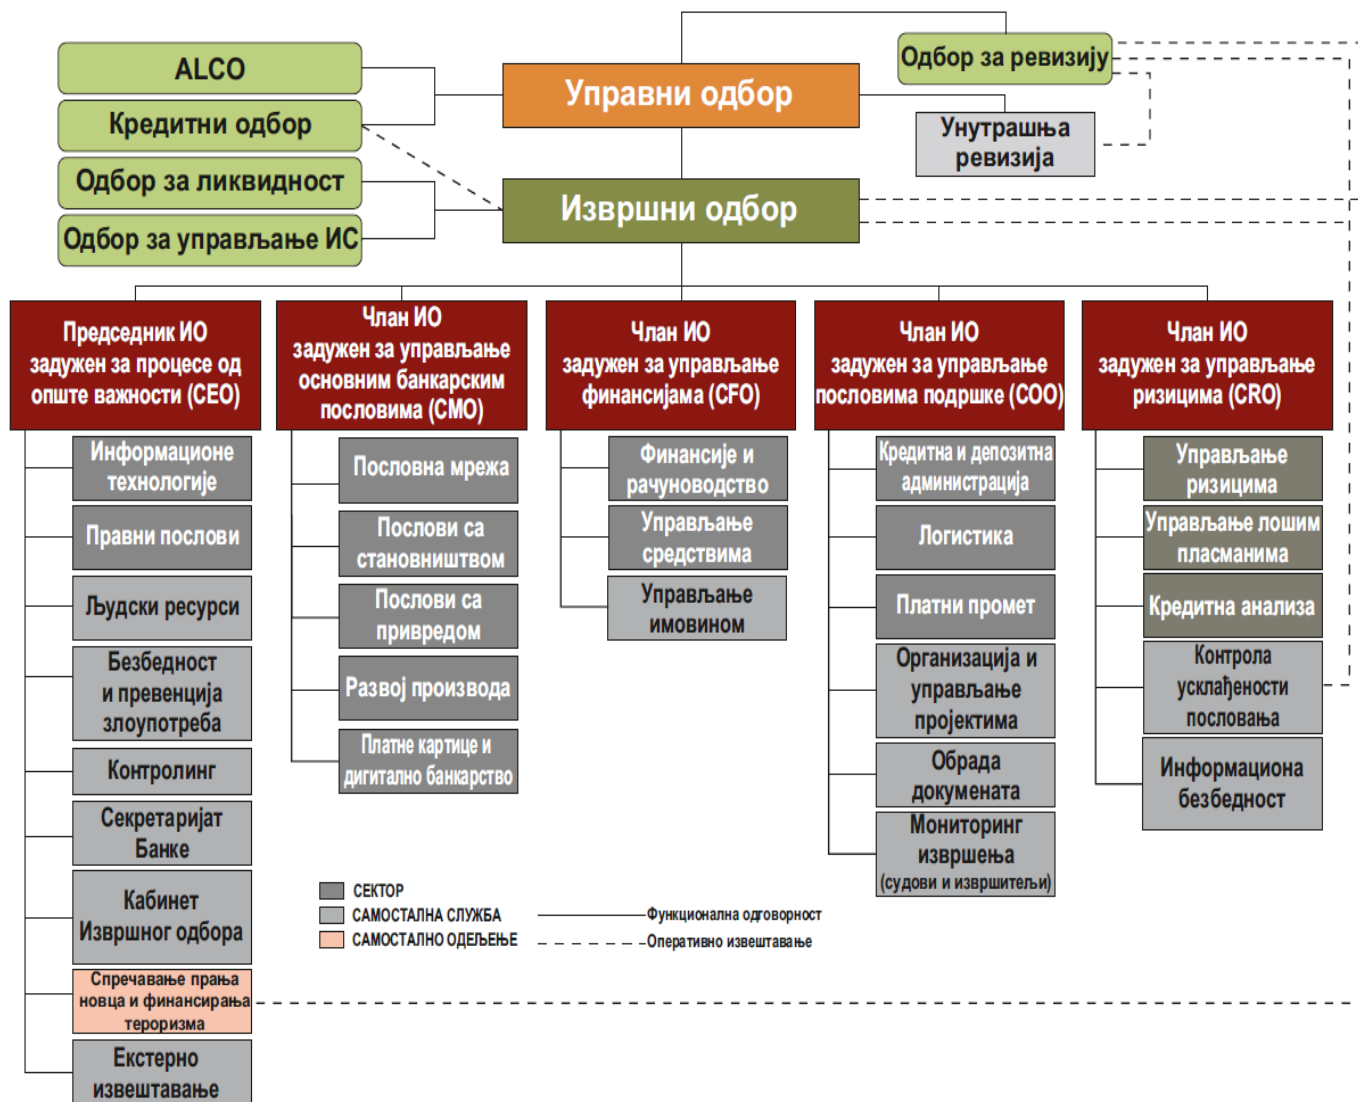 ALCO
Кредитни одбор
Одбор за ликвидност
Одбор за управљање ИС
Управни одбор
Извршни одбор
Одбор за ревизију
Унутрашња
ревизија
Председник ИО
задужен за процесе од
опште важности (CEO)
Информационе
технологије
Правни послови
Људски ресурси
Безбедност
и превенција
злоупотреба
Контролинг
Секретаријат
Банке
Кабинет
Извршног одбора
Спречавање прања
новца и финансирања
тероризма
Екстерно
извештавање
Члан ИО
задужен за управљање
основним банкарским
пословима (CMO)
Пословна мрежа
Послови са
становништвом
Послови са
привредом
Развој производа
Платне картице и
дигитално банкарство
Члан ИО
задужен за управљање
финансијама (CFO)
Финансије и
рачуноводство
Управљање
средствима
Управљање
имовином
Члан ИО
задужен за управљање
пословима подршке (COO)
Кредитна и депозитна
администрација
Логистика
Платни промет
Организација и
управљање
пројектима
Обрада
докумената
Мониторинг
извршења
(судови и извршитељи)
Члан ИО
задужен за управљање
ризицима (CRO)
Управљање
ризицима
Управљање лошим
пласманима
Кредитна анализа
Контрола
усклађености
пословања
Информациона
безбедност
СЕКТОР
САМОСТАЛНА СЛУЖБА
САМОСТАЛНО ОДЕЉЕЊЕ
Функционална одговорност
Оперативно извештавање